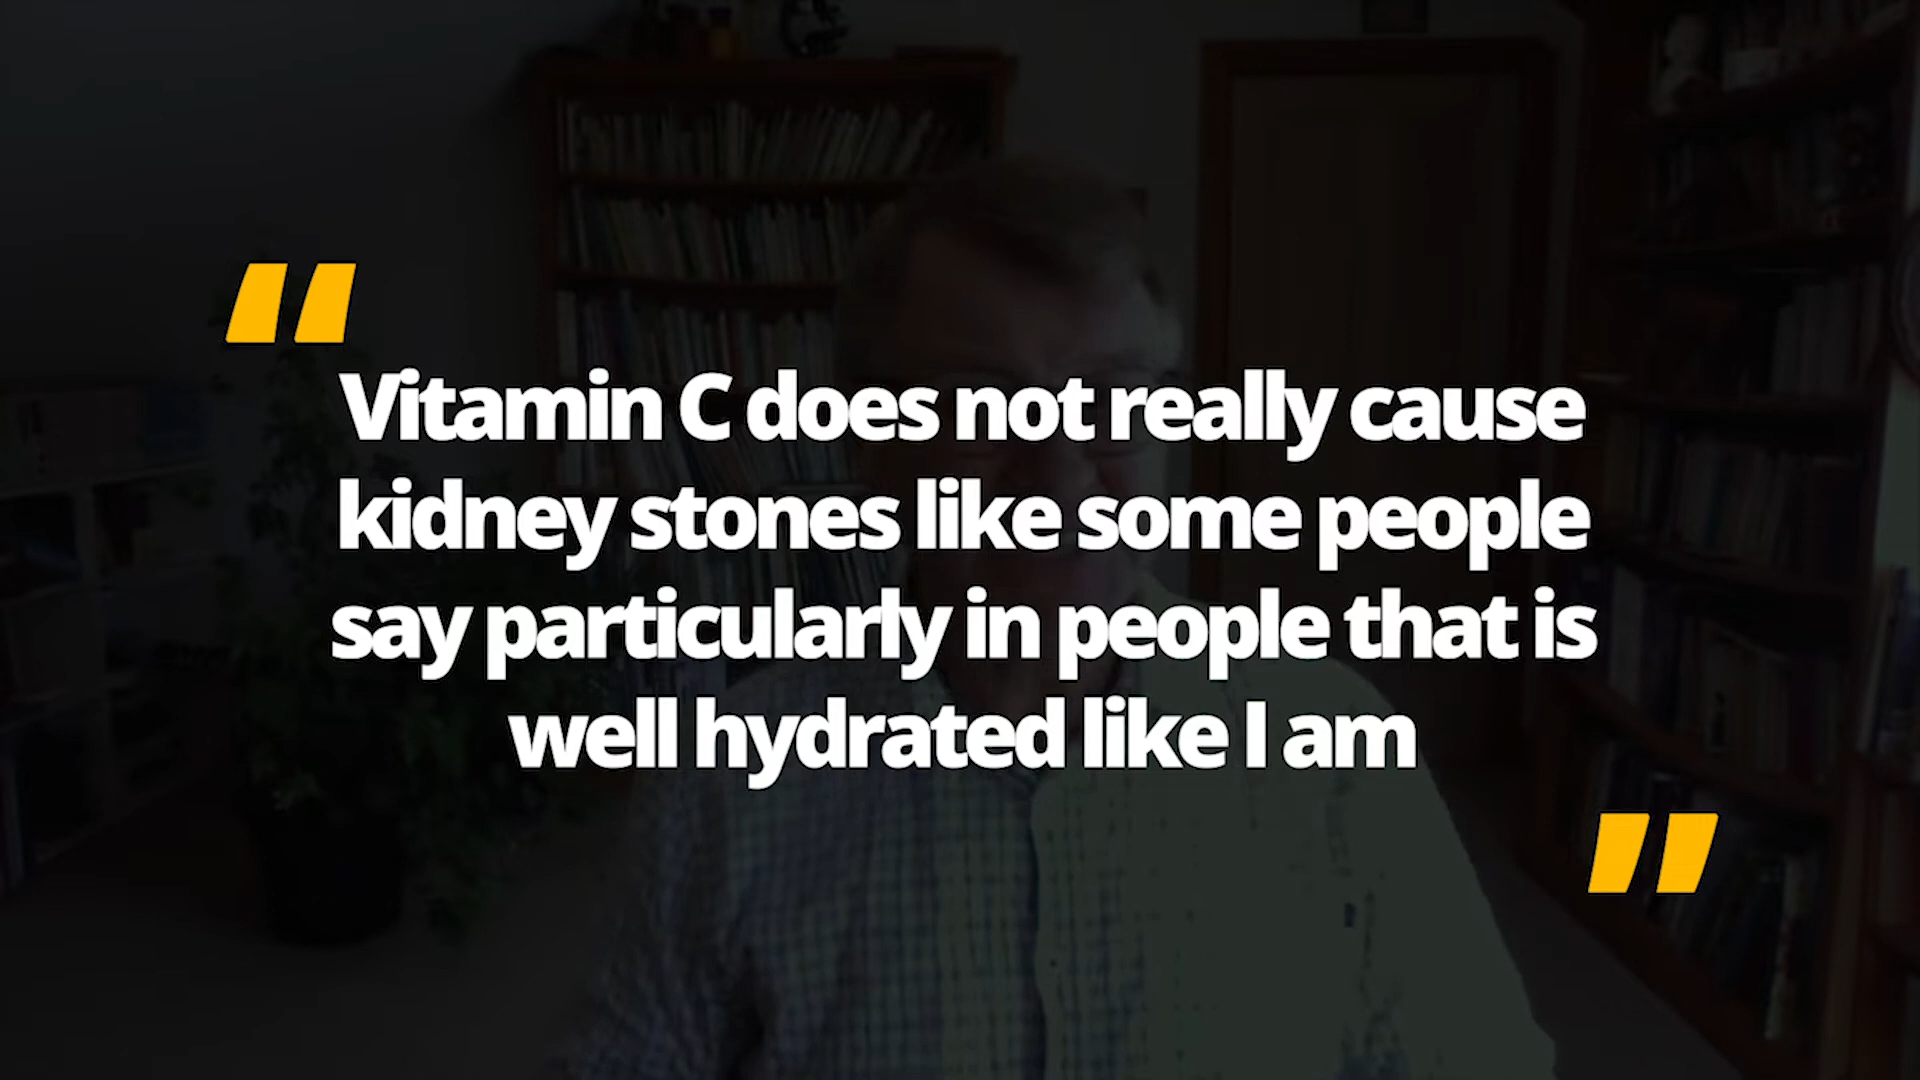 "
Vitamin C does not really cause
kidney stones like some people
say particularly in people that is
well hydrated like I am
"